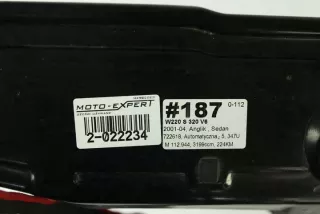 MOTO-EXPERT
2-022234
#187
0-112
W220 S 320 V6
2001-04, Anglik , Sedan
722618, Automatyczna, 5, 347U
M 112 944, 3199ccm, 224KM